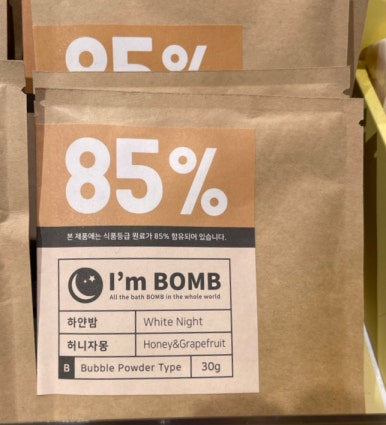 85%
85%
본 제품에는 식품등급 원료가 85% 함유되어 있습니다.
I'm BOMB
All the bath BOMB in the whole world
하얀밤 White Night
허니자몽 Honey&Grapefruit
B Bubble Powder Type 30g